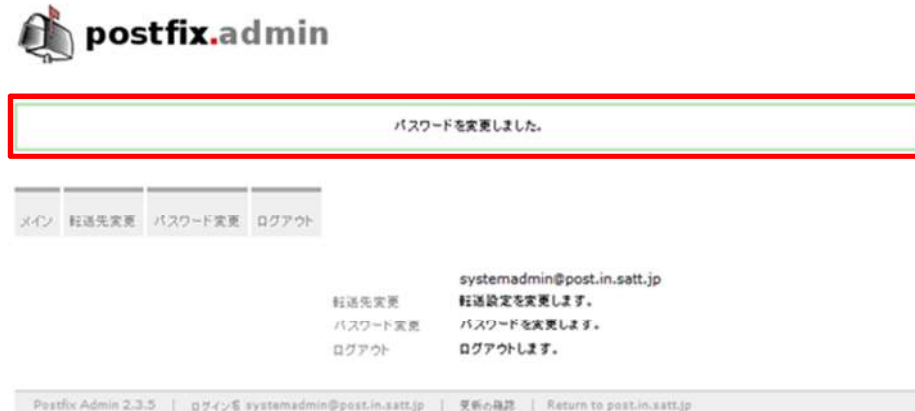 postfix.admin
パスワードを変更しました。
メイン 転送先変更 パスワード変更 ログアウト
systemadmin@post.in.satt.jp
転送先変更 転送設定を変更します。
パスワード変更 パスワードを変更します。
ログアウト ログアウトします。
Postfix Admin 2.3.5 | ログイン名 systemadmin@post.in.satt.jp | 更新の確認 | Return to post.in.satt.jp